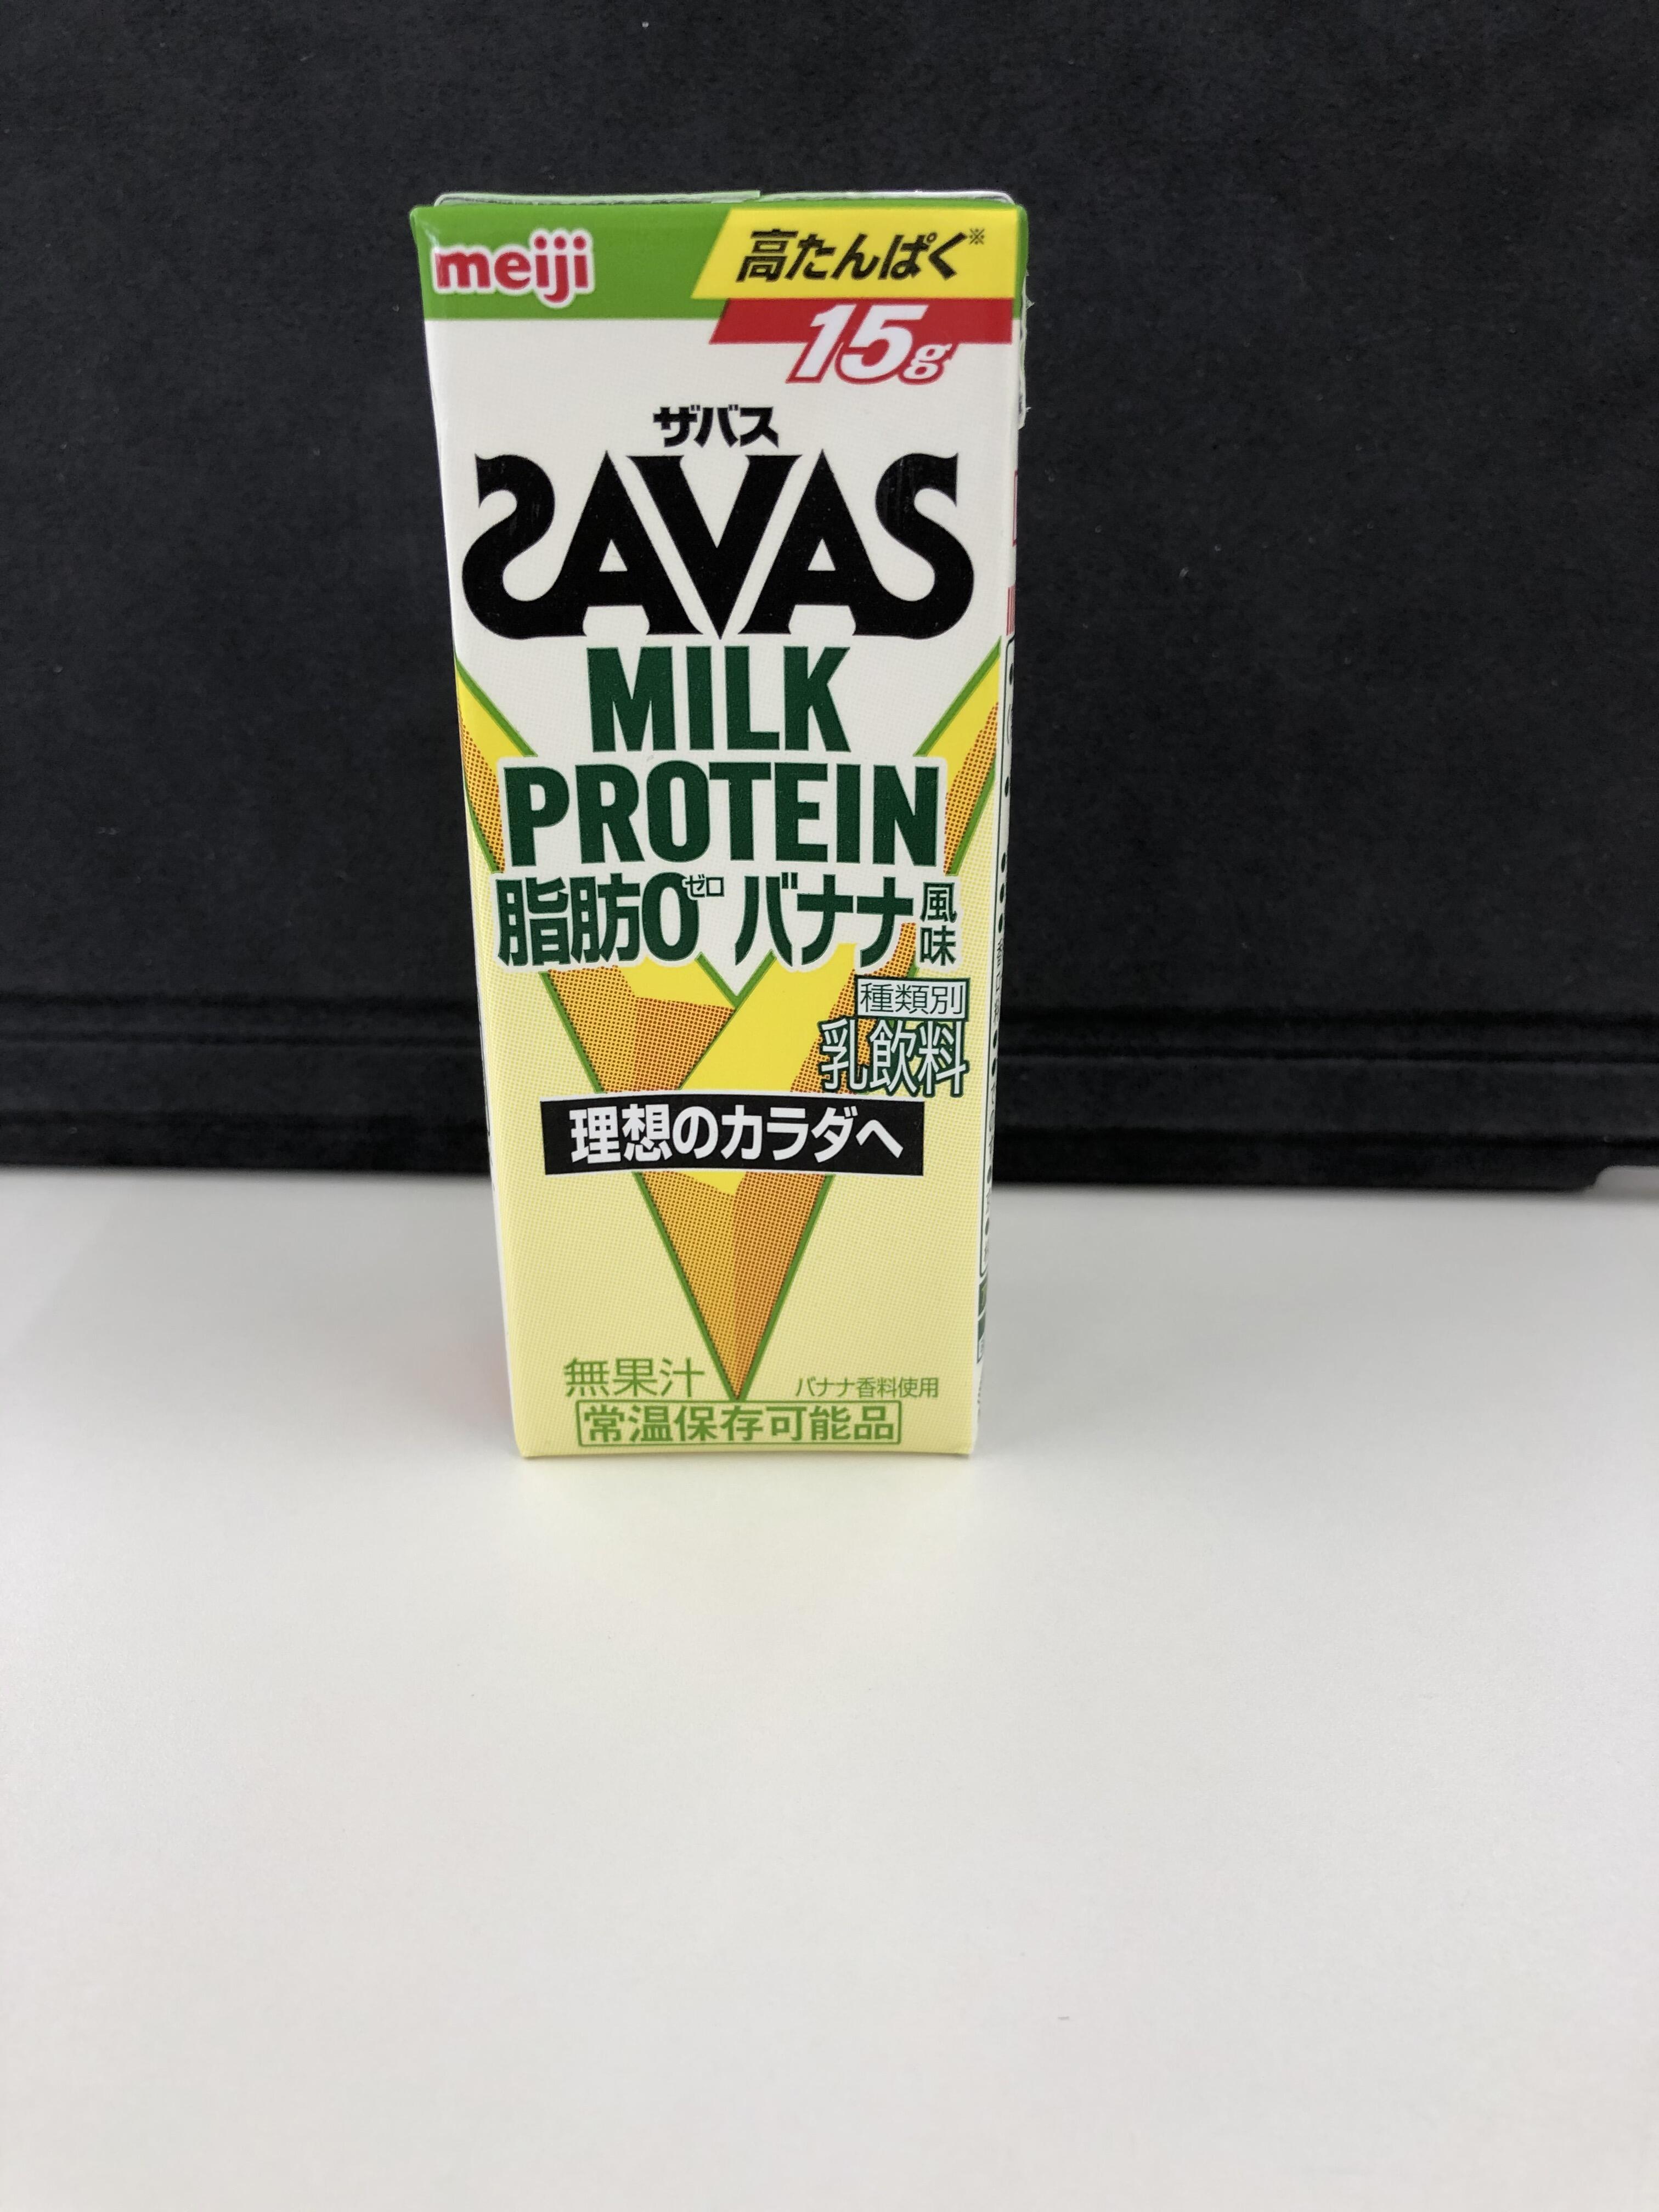 meiji
高たんぱく※
15g
ザバス
SAVAS
MILK
PROTEIN
脂肪0ゼロ バナナ風味
種類別
乳飲料
理想のカラダへ
無果汁
バナナ香料使用
常温保存可能品